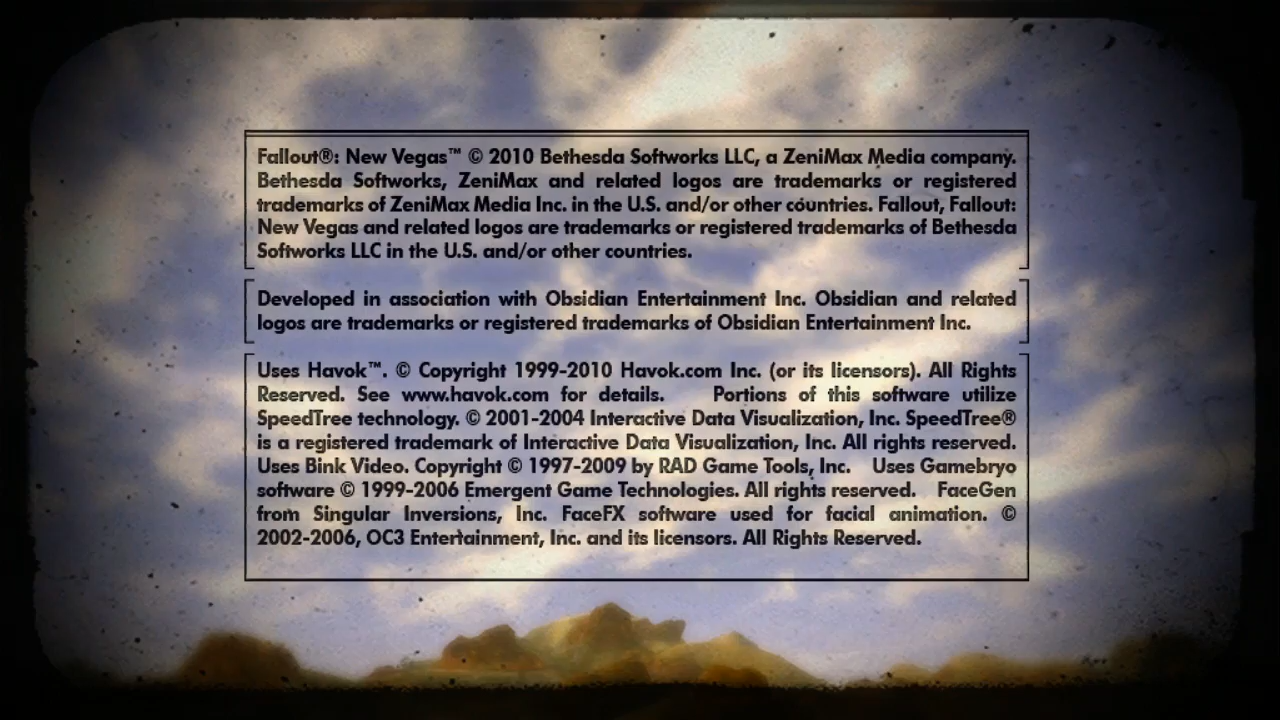 Fallout®: New Vegas™ © 2010 Bethesda Softworks LLC, a ZeniMax Media company.
Bethesda Softworks, ZeniMax and related logos are trademarks or registered
trademarks of ZeniMax Media Inc. in the U.S. and/or other countries. Fallout, Fallout:
New Vegas and related logos are trademarks or registered trademarks of Bethesda
Softworks LLC in the U.S. and/or other countries.
Developed in association with Obsidian Entertainment Inc. Obsidian and related
logos are trademarks or registered trademarks of Obsidian Entertainment Inc.
Uses Havok™. © Copyright 1999-2010 Havok.com Inc. (or its licensors). All Rights
Reserved. See www.havok.com for details. Portions of this software utilize
SpeedTree technology. © 2001-2004 Interactive Data Visualization, Inc. SpeedTree®
is a registered trademark of Interactive Data Visualization, Inc. All rights reserved.
Uses Bink Video. Copyright © 1997-2009 by RAD Game Tools, Inc. Uses Gamebryo
software © 1999-2006 Emergent Game Technologies. All rights reserved. FaceGen
from Singular Inversions, Inc. FaceFX software used for facial animation. ©
2002-2006, OC3 Entertainment, Inc. and its licensors. All Rights Reserved.